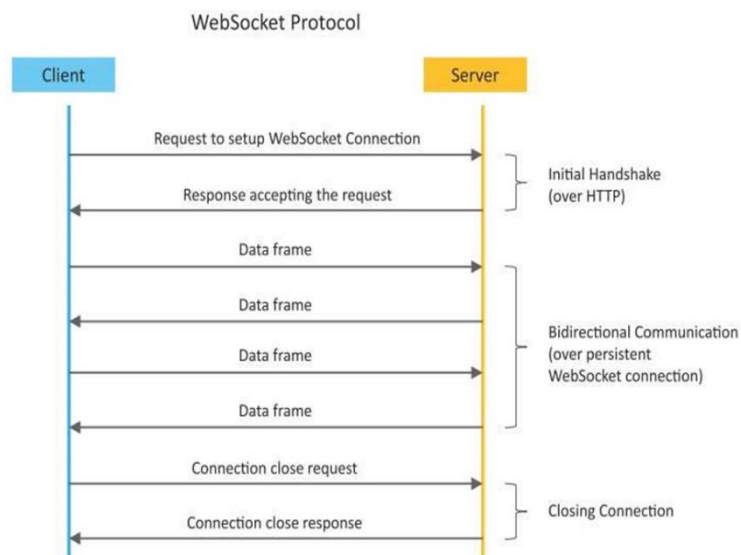 WebSocket Protocol
Client
Server
Request to setup WebSocket Connection
Response accepting the request
Initial Handshake
(over HTTP)
Data frame
Data frame
Data frame
Data frame
Bidirectional Communication
(over persistent
WebSocket connection)
Connection close request
Connection close response
Closing Connection